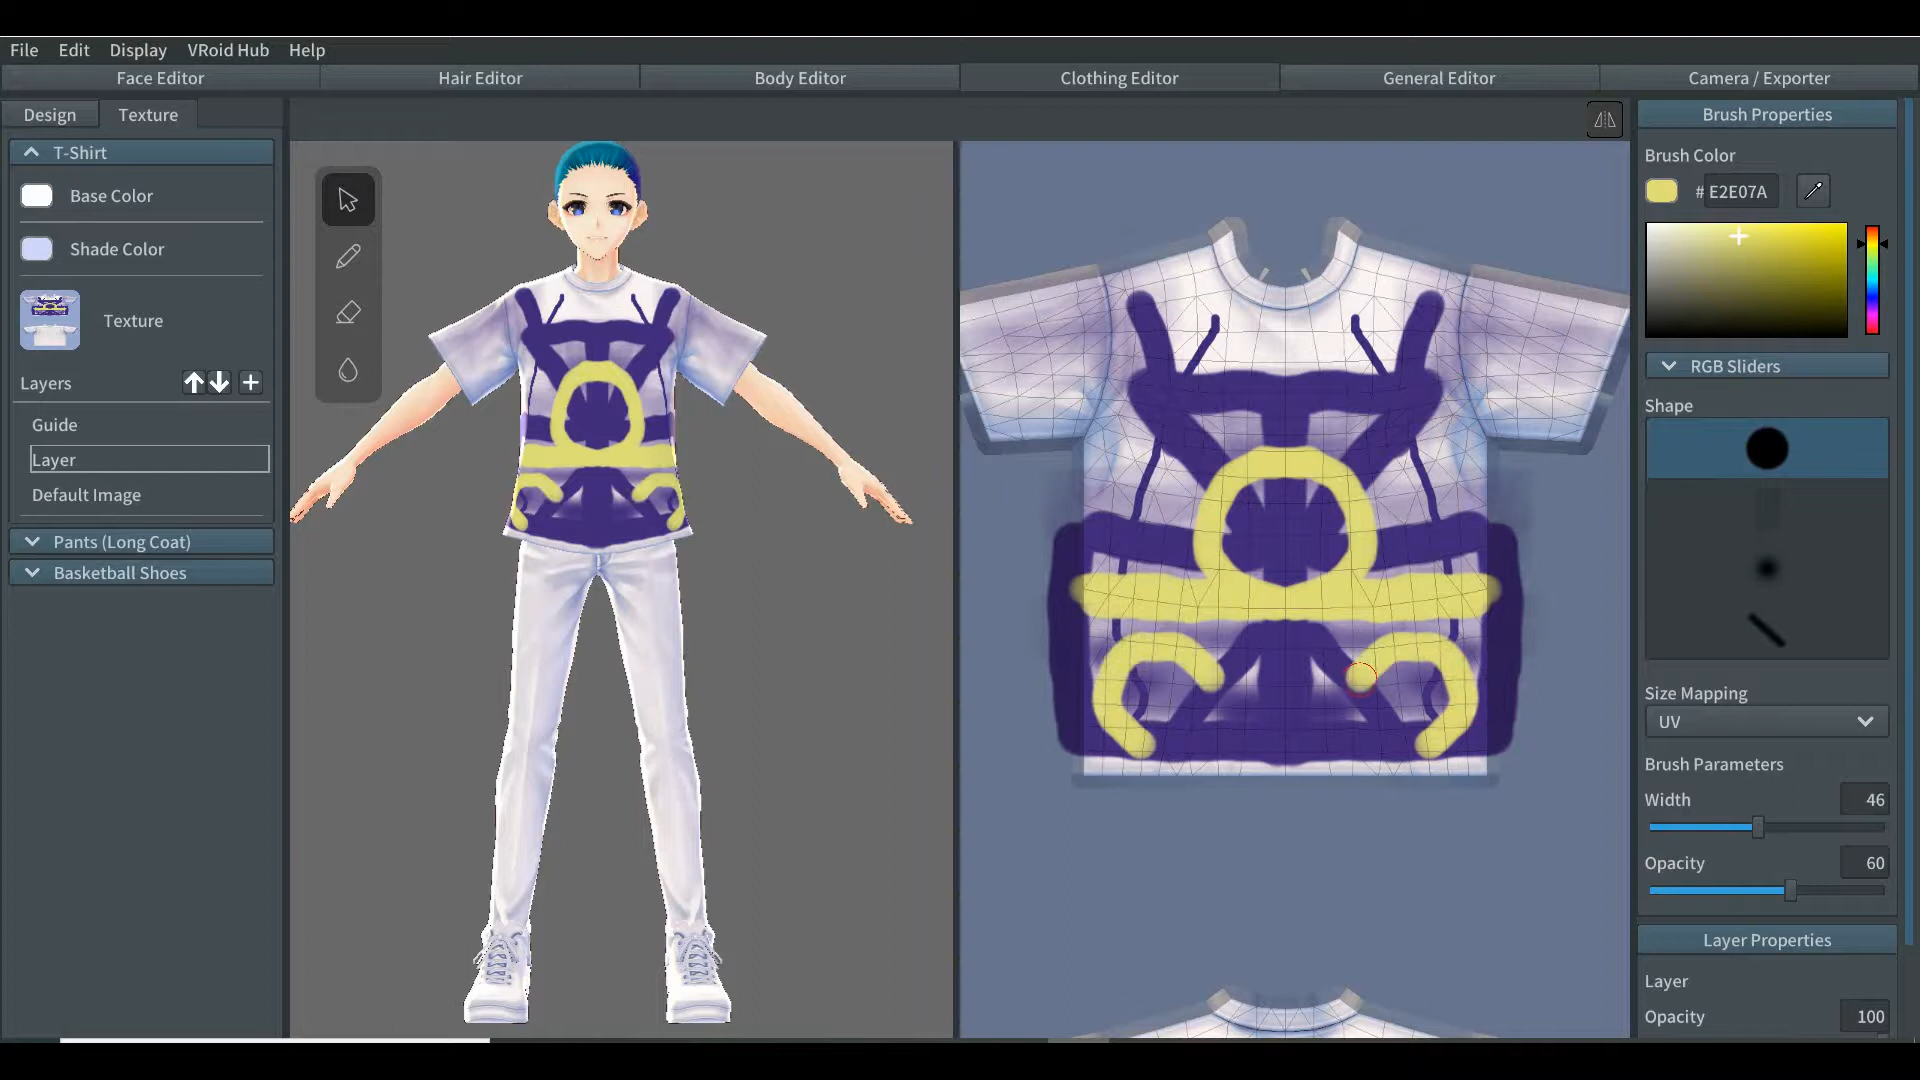 File Edit Display VRoid Hub Help
Face Editor Hair Editor Body Editor Clothing Editor General Editor Camera / Exporter
Design Texture
T-Shirt
Base Color
Shade Color
Texture
Layers
Guide
Layer
Default Image
Pants (Long Coat)
Basketball Shoes
Brush Properties
Brush Color
# E2E07A
RGB Sliders
Shape
Size Mapping
UV
Brush Parameters
Width 46
Opacity 60
Layer Properties
Layer
Opacity 100